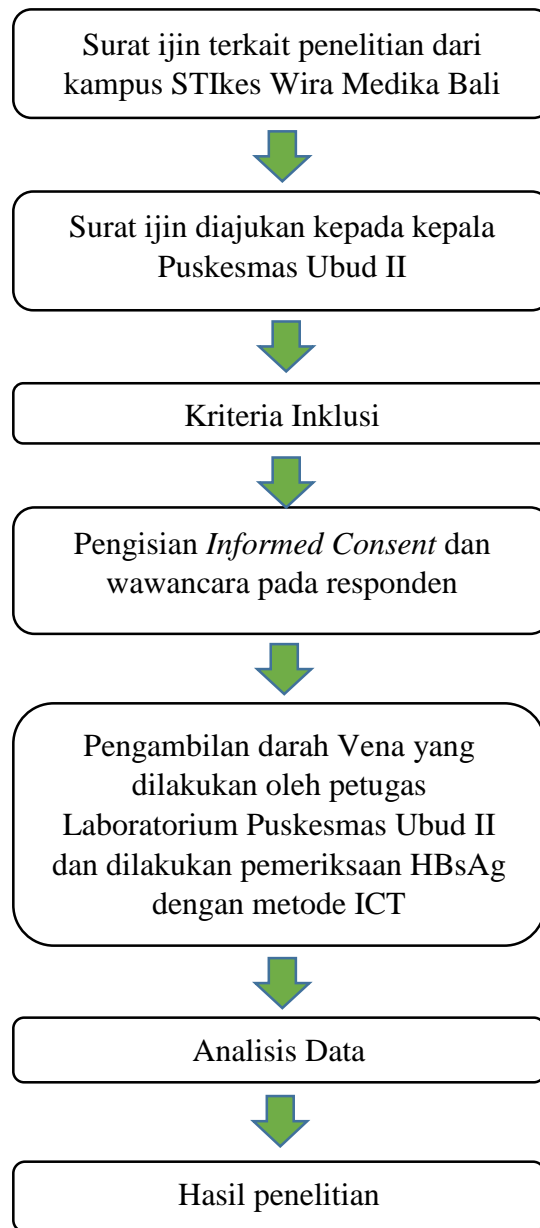 Surat ijin terkait penelitian dari
kampus STIkes Wira Medika Bali
Surat ijin diajukan kepada kepala
Puskesmas Ubud II
Kriteria Inklusi
Pengisian Informed Consent dan
wawancara pada responden
Pengambilan darah Vena yang
dilakukan oleh petugas
Laboratorium Puskesmas Ubud II
dan dilakukan pemeriksaan HBsAg
dengan metode ICT
Analisis Data
Hasil penelitian